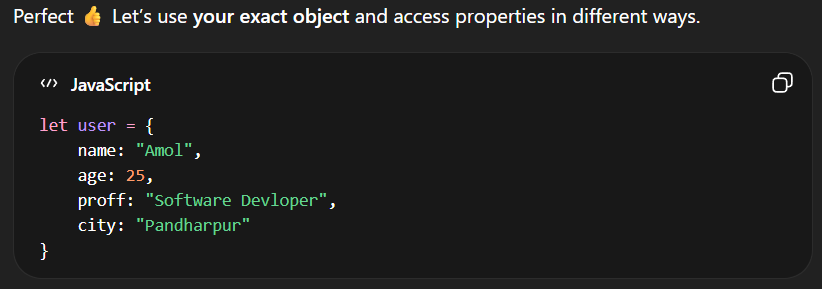 Perfect 👍 Let's use your exact object and access properties in different ways.
</> JavaScript
let user = {
    name: "Amol",
    age: 25,
    proff: "Software Devloper",
    city: "Pandharpur"
}